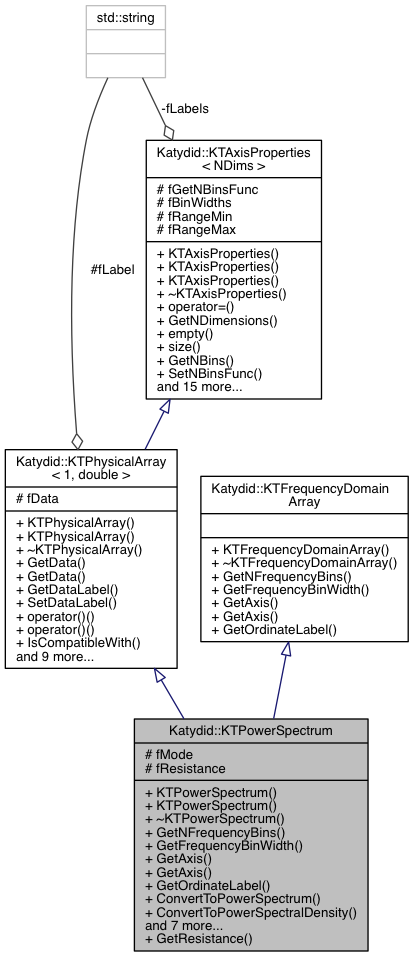 std::string
-fLabels
Katydid::KTAxisProperties
< NDims >
# fGetNBinsFunc
# fBinWidths
# fRangeMin
# fRangeMax
+ KTAxisProperties()
+ KTAxisProperties()
+ KTAxisProperties()
+ ~KTAxisProperties()
+ operator=()
+ GetNDimensions()
+ empty()
+ size()
+ GetNBins()
+ SetNBinsFunc()
and 15 more...
#fLabel
Katydid::KTPhysicalArray
< 1, double >
# fData
+ KTPhysicalArray()
+ KTPhysicalArray()
+ ~KTPhysicalArray()
+ GetData()
+ GetData()
+ GetDataLabel()
+ SetDataLabel()
+ operator()()
+ operator()()
+ IsCompatibleWith()
and 9 more...
Katydid::KTFrequencyDomain
Array
+ KTFrequencyDomainArray()
+ ~KTFrequencyDomainArray()
+ GetNFrequencyBins()
+ GetFrequencyBinWidth()
+ GetAxis()
+ GetAxis()
+ GetOrdinateLabel()
Katydid::KTPowerSpectrum
# fMode
# fResistance
+ KTPowerSpectrum()
+ KTPowerSpectrum()
+ ~KTPowerSpectrum()
+ GetNFrequencyBins()
+ GetFrequencyBinWidth()
+ GetAxis()
+ GetAxis()
+ GetOrdinateLabel()
+ ConvertToPowerSpectrum()
+ ConvertToPowerSpectralDensity()
and 7 more...
+ GetResistance()